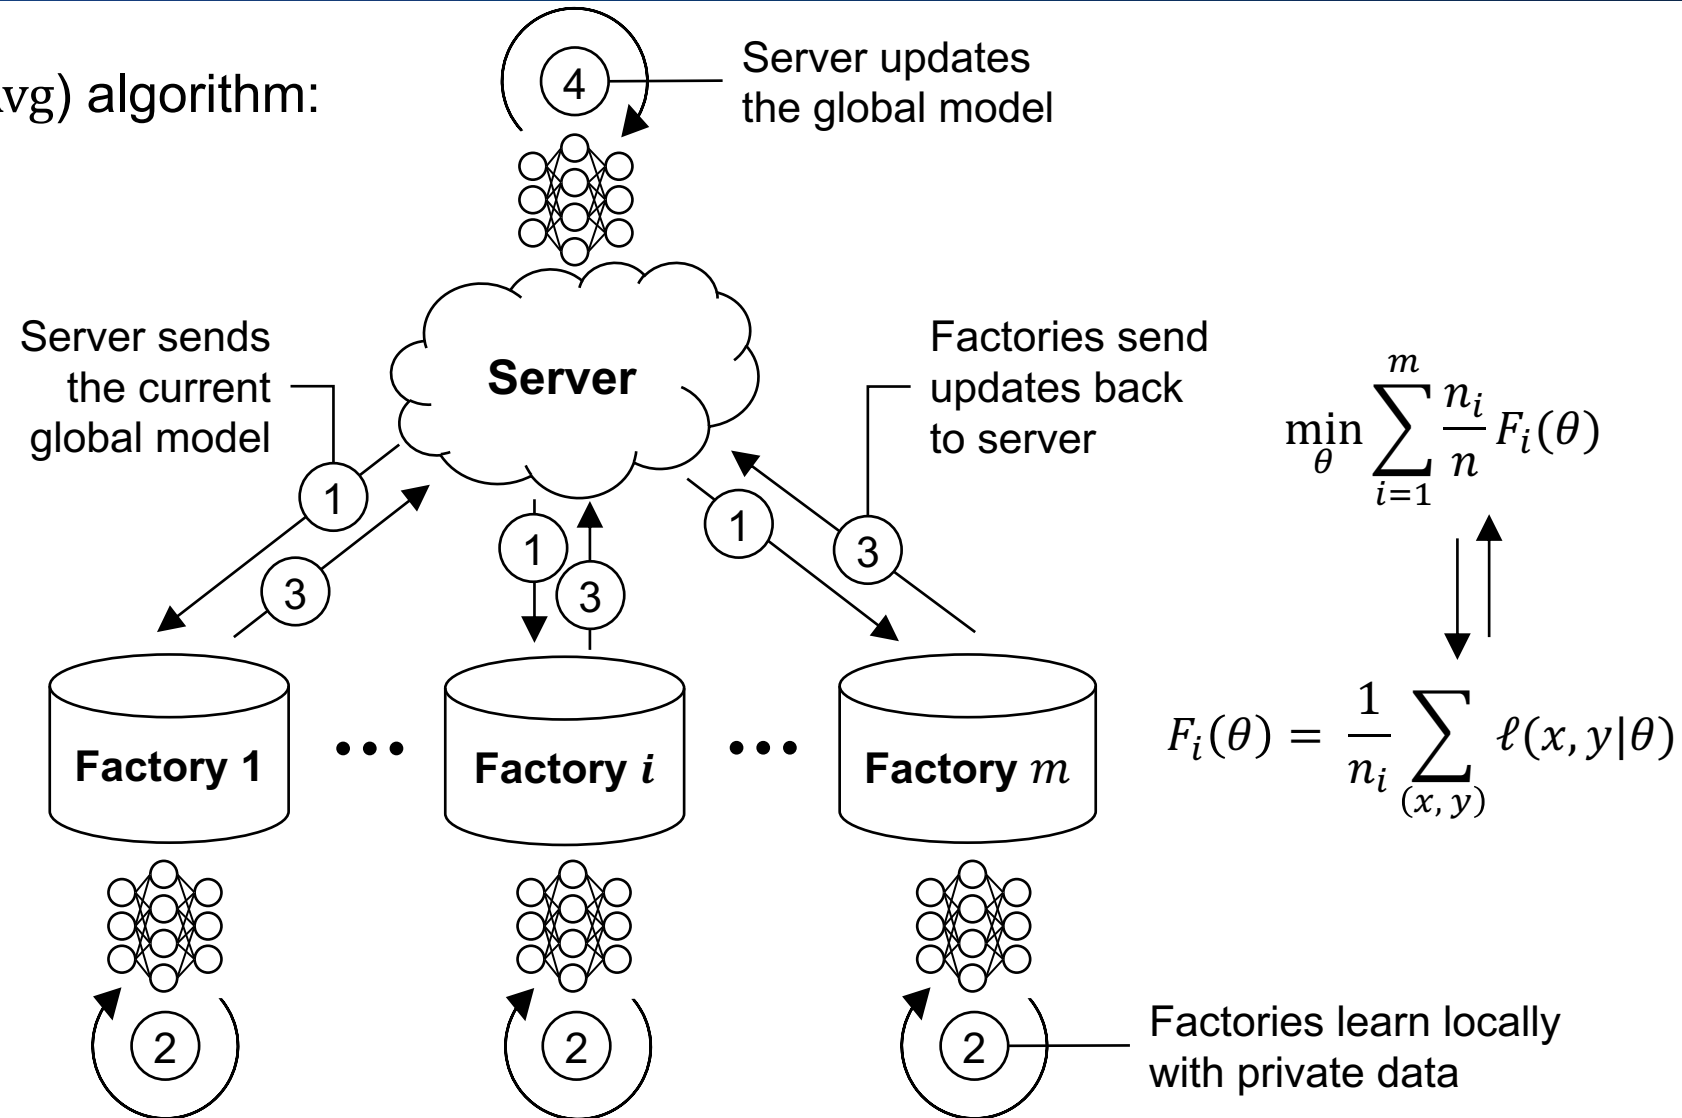 vg) algorithm:
4
Server updates
the global model
Server sends
the current
global model
Server
Factories send
updates back
to server
1
3
1
3
1
3
Factory 1
•••
Factory i
•••
Factory m
2
2
2
Factories learn locally
with private data
min_θ ∑_{i=1}^{m} n_i/n F_i(θ)
F_i(θ) = 1/n_i ∑_{(x, y)} ℓ(x, y|θ)